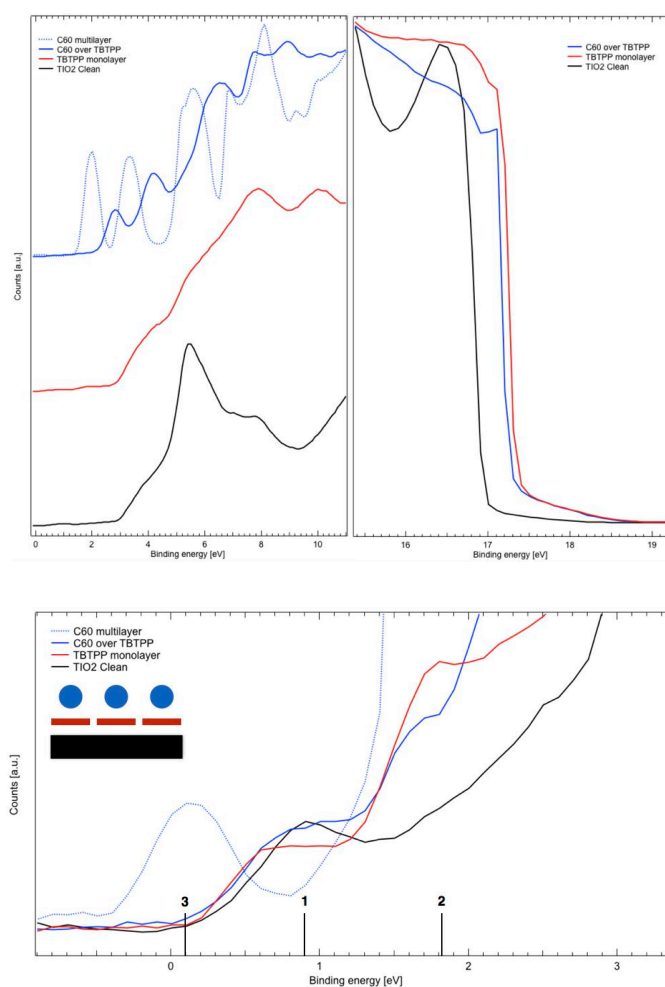 C60 multilayer
C60 over TBTPP
TBTPP monolayer
TIO2 Clean
Counts [a.u.]
0 2 4 6 8 10
Binding energy [eV]
C60 over TBTPP
TBTPP monolayer
TIO2 Clean
16 17 18 19
Binding energy [eV]
C60 multilayer
C60 over TBTPP
TBTPP monolayer
TIO2 Clean
Counts [a.u.]
3 1 2
0 1 2 3
Binding energy [eV]